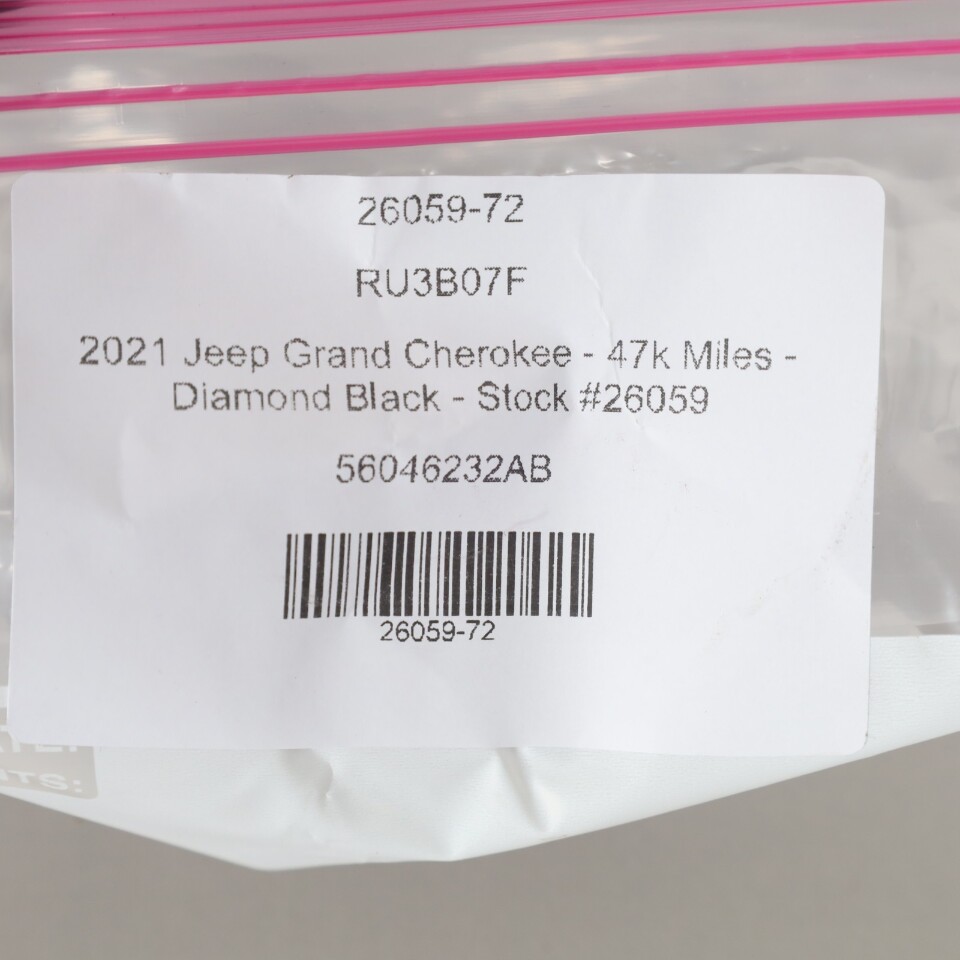 26059-72
RU3B07F
2021 Jeep Grand Cherokee - 47k Miles -
Diamond Black - Stock #26059
56046232AB
26059-72